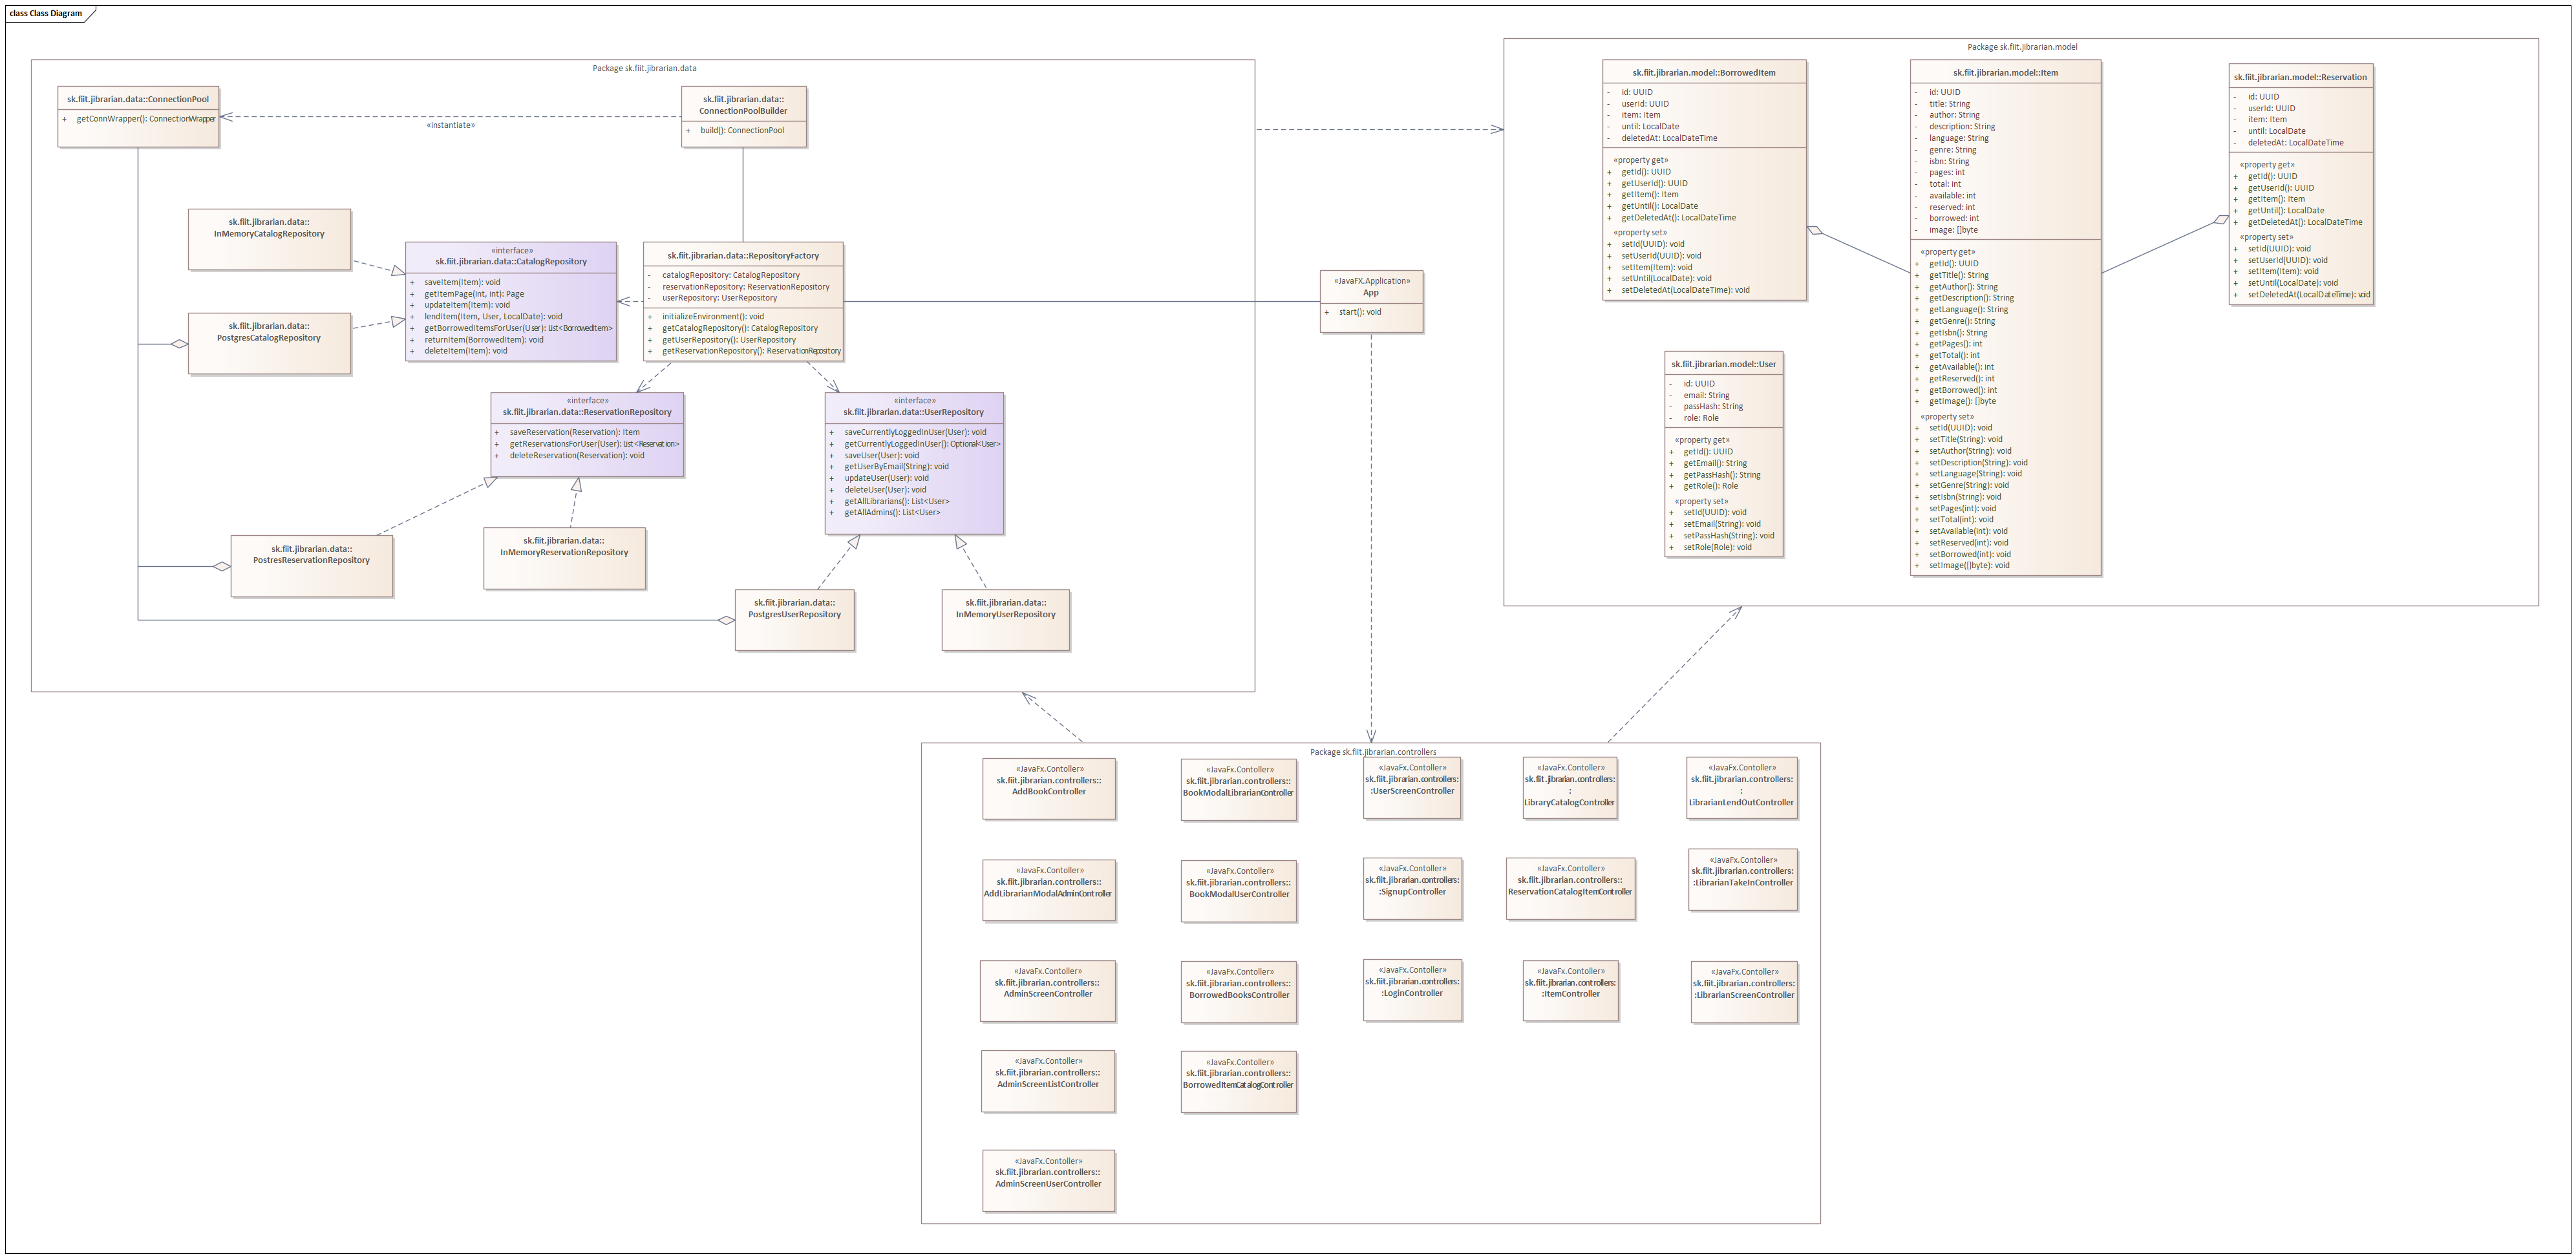 class Class Diagram
Package sk.fiit.jibrarian.data
sk.fiit.jibrarian.data::ConnectionPool
+ getConnWrapper(): ConnectionWrapper
«instantiate»
sk.fiit.jibrarian.data::
ConnectionPoolBuilder
+ build(): ConnectionPool
sk.fiit.jibrarian.data::
InMemoryCatalogRepository
sk.fiit.jibrarian.data::
PostgresCatalogRepository
«interface»
sk.fiit.jibrarian.data::CatalogRepository
+ saveItem(Item): void
+ getItemPage(int, int): Page
+ updateItem(Item): void
+ lendItem(Item, User, LocalDate): void
+ getBorrowedItemsForUser(User): List<BorrowedItem>
+ returnItem(BorrowedItem): void
+ deleteItem(Item): void
sk.fiit.jibrarian.data::RepositoryFactory
- catalogRepository: CatalogRepository
- reservationRepository: ReservationRepository
- userRepository: UserRepository
+ initializeEnvironment(): void
+ getCatalogRepository(): CatalogRepository
+ getUserRepository(): UserRepository
+ getReservationRepository(): ReservationRepository
«interface»
sk.fiit.jibrarian.data::ReservationRepository
+ saveReservation(Reservation): Item
+ getReservationsForUser(User): List<Reservation>
+ deleteReservation(Reservation): void
«interface»
sk.fiit.jibrarian.data::UserRepository
+ saveCurrentlyLoggedInUser(User): void
+ getCurrentlyLoggedInUser(): Optional<User>
+ saveUser(User): void
+ getUserByEmail(String): void
+ updateUser(User): void
+ deleteUser(User): void
+ getAllLibrarians(): List<User>
+ getAllAdmins(): List<User>
sk.fiit.jibrarian.data::
PostresReservationRepository
sk.fiit.jibrarian.data::
InMemoryReservationRepository
sk.fiit.jibrarian.data::
PostgresUserRepository
sk.fiit.jibrarian.data::
InMemoryUserRepository
«JavaFX.Application»
App
+ start(): void
Package sk.fiit.jibrarian.model
sk.fiit.jibrarian.model::BorrowedItem
- id: UUID
- userId: UUID
- item: Item
- until: LocalDate
- deletedAt: LocalDateTime
«property get»
+ getId(): UUID
+ getUserId(): UUID
+ getItem(): Item
+ getUntil(): LocalDate
+ getDeletedAt(): LocalDateTime
«property set»
+ setId(UUID): void
+ setUserId(UUID): void
+ setItem(Item): void
+ setUntil(LocalDate): void
+ setDeletedAt(LocalDateTime): void
sk.fiit.jibrarian.model::Item
- id: UUID
- title: String
- author: String
- description: String
- language: String
- genre: String
- isbn: String
- pages: int
- total: int
- available: int
- reserved: int
- borrowed: int
- image: []byte
«property get»
+ getId(): UUID
+ getTitle(): String
+ getAuthor(): String
+ getDescription(): String
+ getLanguage(): String
+ getGenre(): String
+ getIsbn(): String
+ getPages(): int
+ getTotal(): int
+ getAvailable(): int
+ getReserved(): int
+ getBorrowed(): int
+ getImage(): []byte
«property set»
+ setId(UUID): void
+ setTitle(String): void
+ setAuthor(String): void
+ setDescription(String): void
+ setLanguage(String): void
+ setGenre(String): void
+ setIsbn(String): void
+ setPages(int): void
+ setTotal(int): void
+ setAvailable(int): void
+ setReserved(int): void
+ setBorrowed(int): void
+ setImage([]byte): void
sk.fiit.jibrarian.model::Reservation
- id: UUID
- userId: UUID
- item: Item
- until: LocalDate
- deletedAt: LocalDateTime
«property get»
+ getId(): UUID
+ getUserId(): UUID
+ getItem(): Item
+ getUntil(): LocalDate
+ getDeletedAt(): LocalDateTime
«property set»
+ setId(UUID): void
+ setUserId(UUID): void
+ setItem(Item): void
+ setUntil(LocalDate): void
+ setDeletedAt(LocalDateTime): void
sk.fiit.jibrarian.model::User
- id: UUID
- email: String
- passHash: String
- role: Role
«property get»
+ getId(): UUID
+ getEmail(): String
+ getPassHash(): String
+ getRole(): Role
«property set»
+ setId(UUID): void
+ setEmail(String): void
+ setPassHash(String): void
+ setRole(Role): void
Package sk.fiit.jibrarian.controllers
«JavaFx.Contoller»
sk.fiit.jibrarian.controllers::
AddBookController
«JavaFx.Contoller»
sk.fiit.jibrarian.controllers::
BookModalLibrarianController
«JavaFx.Contoller»
sk.fiit.jibrarian.controllers:
:UserScreenController
«JavaFx.Contoller»
sk.fiit.jibrarian.controllers:
:
LibraryCatalogController
«JavaFx.Contoller»
sk.fiit.jibrarian.controllers:
:
LibrarianLendOutController
«JavaFx.Contoller»
sk.fiit.jibrarian.controllers::
AddLibrarianModalAdminController
«JavaFx.Contoller»
sk.fiit.jibrarian.controllers::
BookModalUserController
«JavaFx.Contoller»
sk.fiit.jibrarian.controllers:
:SignupController
«JavaFx.Contoller»
sk.fiit.jibrarian.controllers::
ReservationCatalogItemController
«JavaFx.Contoller»
sk.fiit.jibrarian.controllers:
:LibrarianTakeInController
«JavaFx.Contoller»
sk.fiit.jibrarian.controllers::
AdminScreenController
«JavaFx.Contoller»
sk.fiit.jibrarian.controllers::
BorrowedBooksController
«JavaFx.Contoller»
sk.fiit.jibrarian.controllers:
:LoginController
«JavaFx.Contoller»
sk.fiit.jibrarian.controllers:
:ItemController
«JavaFx.Contoller»
sk.fiit.jibrarian.controllers:
:LibrarianScreenController
«JavaFx.Contoller»
sk.fiit.jibrarian.controllers::
AdminScreenListController
«JavaFx.Contoller»
sk.fiit.jibrarian.controllers::
BorrowedItemCatalogController
«JavaFx.Contoller»
sk.fiit.jibrarian.controllers::
AdminScreenUserController